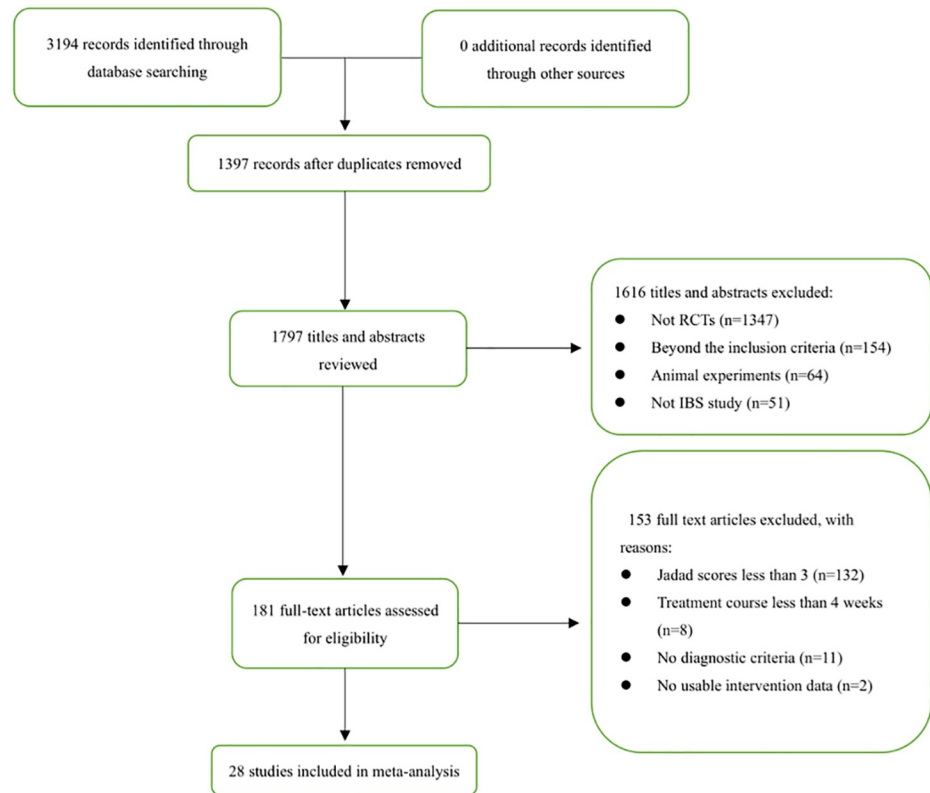 3194 records identified through
database searching
0 additional records identified
through other sources
1397 records after duplicates removed
1797 titles and abstracts
reviewed
1616 titles and abstracts excluded:
● Not RCTs (n=1347)
● Beyond the inclusion criteria (n=154)
● Animal experiments (n=64)
● Not IBS study (n=51)
181 full-text articles assessed
for eligibility
153 full text articles excluded, with
reasons:
● Jadad scores less than 3 (n=132)
● Treatment course less than 4 weeks
(n=8)
● No diagnostic criteria (n=11)
● No usable intervention data (n=2)
28 studies included in meta-analysis